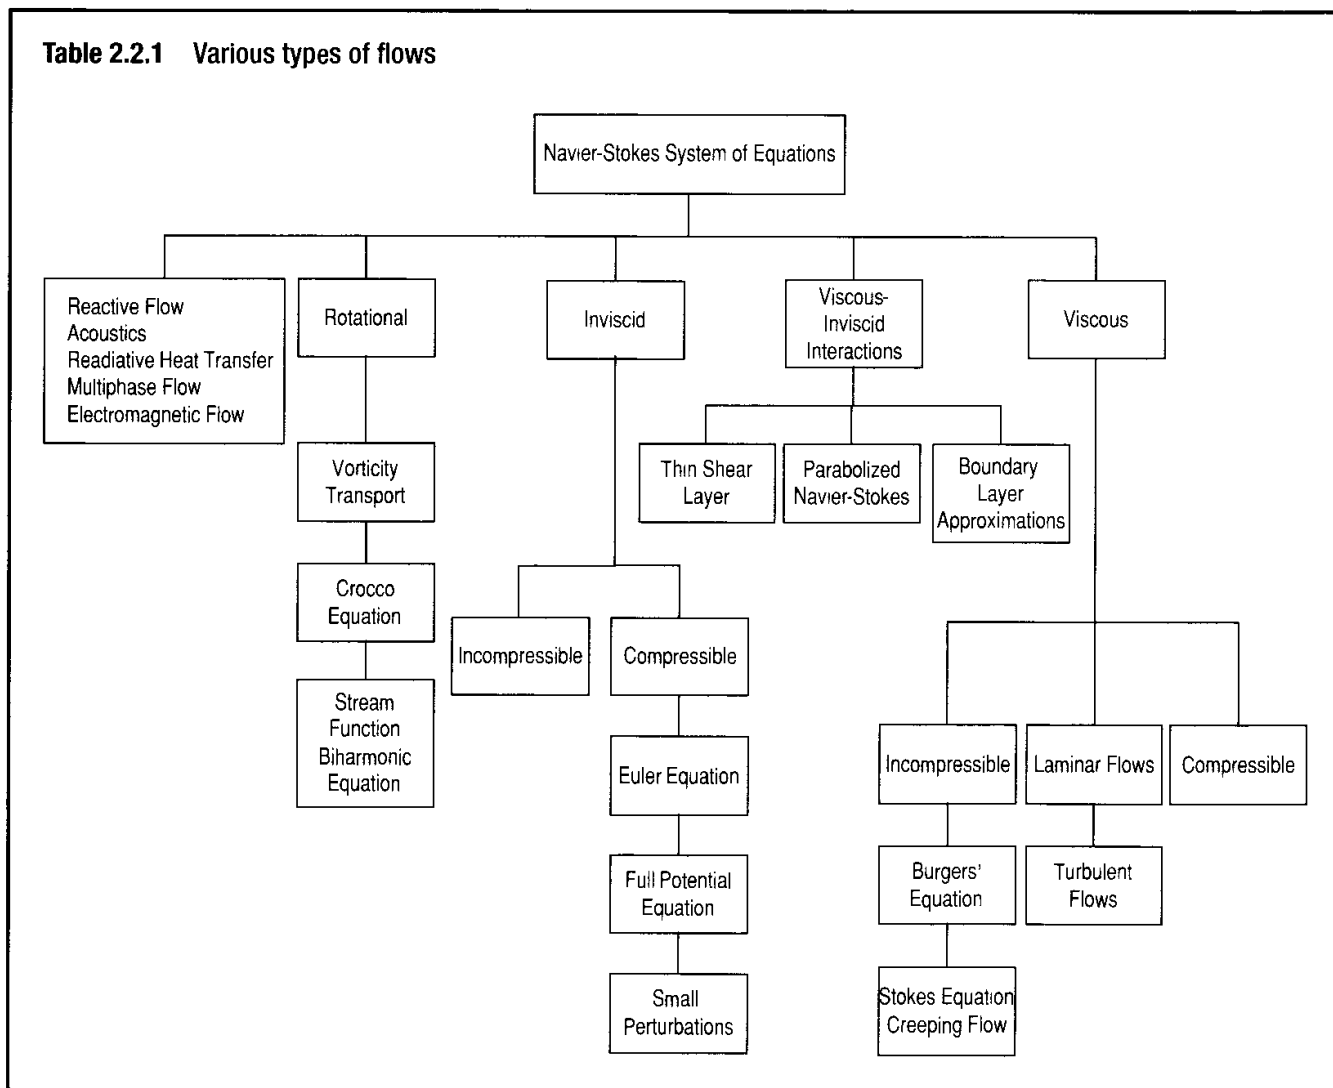 Table 2.2.1 Various types of flows
Navier-Stokes System of Equations
Reactive Flow
Acoustics
Readiative Heat Transfer
Multiphase Flow
Electromagnetic Flow
Rotational
Inviscid
Viscous-
Inviscid
Interactions
Viscous
Vorticity
Transport
Thin Shear
Layer
Parabolized
Navier-Stokes
Boundary
Layer
Approximations
Crocco
Equation
Incompressible
Compressible
Stream
Function
Biharmonic
Equation
Euler Equation
Incompressible
Laminar Flows
Compressible
Full Potential
Equation
Burgers'
Equation
Turbulent
Flows
Small
Perturbations
Stokes Equation
Creeping Flow